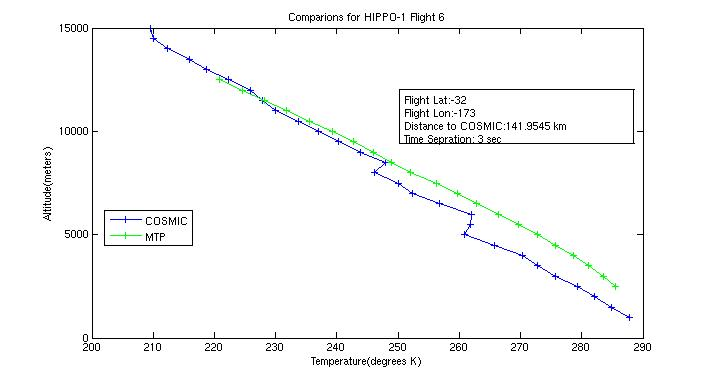 Comparions for HIPPO-1 Flight 6
15000
10000
5000
0
Altitude(meters)
Flight Lat:-32
Flight Lon:-173
Distance to COSMIC:141.9545 km
Time Sepration: 3 sec
COSMIC
MTP
200 210 220 230 240 250 260 270 280 290
Temperature(degrees K)